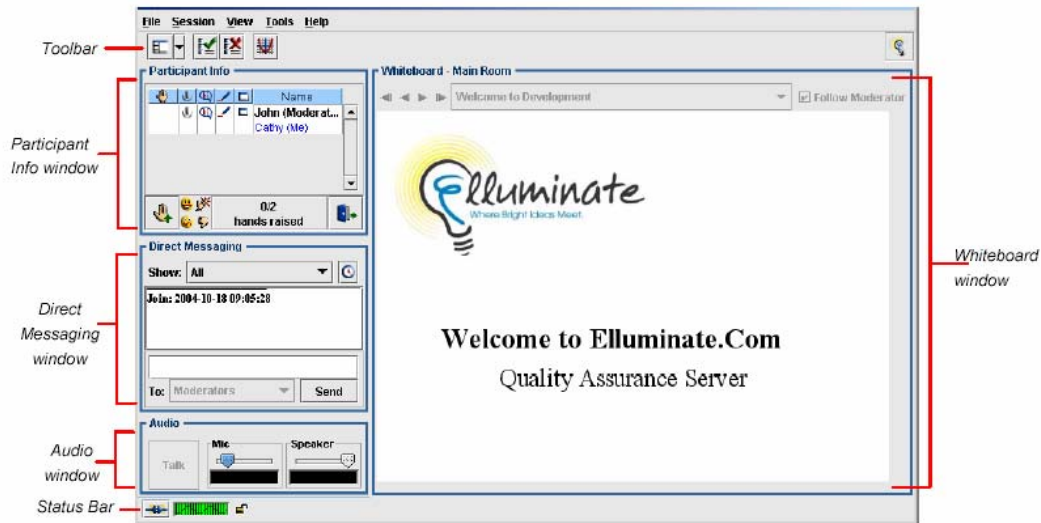 File Session View Tools Help
Toolbar
Participant Info
Name
John (Moderat...
Cathy (Me)
0/2
hands raised
Participant
Info window
Direct Messaging
Show: All
John: 2004-10-18 09:05:28
To: Moderators
Send
Direct
Messaging
window
Audio
Talk
Mic
Speaker
Audio
window
Status Bar
Whiteboard - Main Room
Welcome to Development
Follow Moderator
Elluminate
Where Bright Ideas Meet.
Welcome to Elluminate.Com
Quality Assurance Server
Whiteboard
window